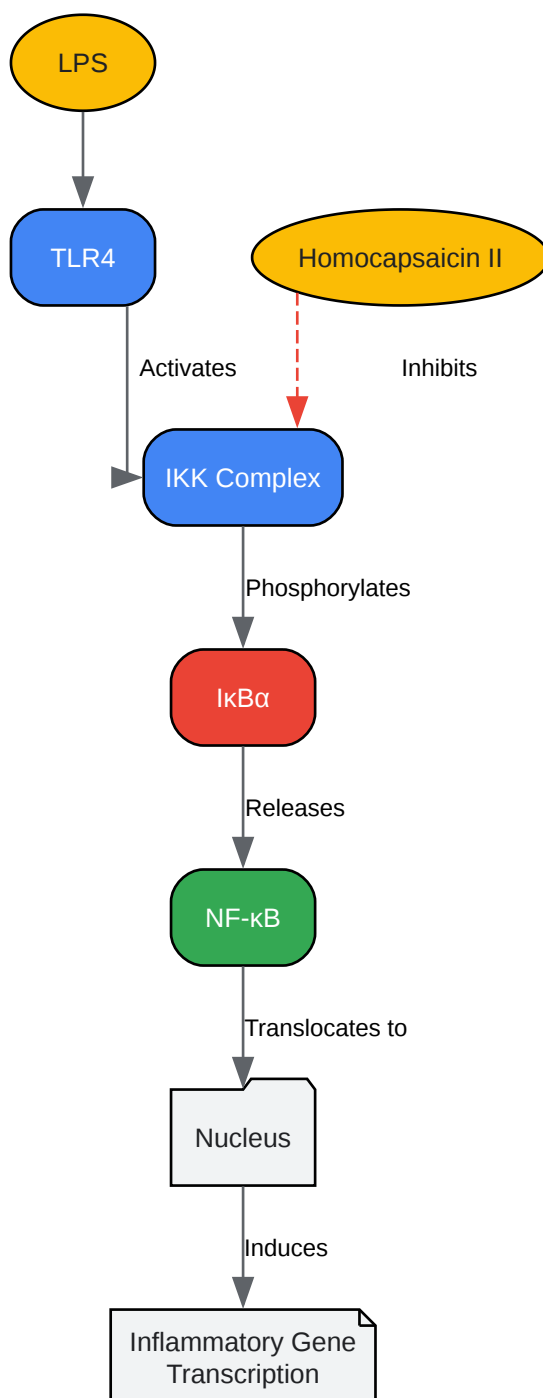 LPS
TLR4
Homocapsaicin II
Activates
Inhibits
IKK Complex
Phosphorylates
IκBα
Releases
NF-κB
Translocates to
Nucleus
Induces
Inflammatory Gene
Transcription